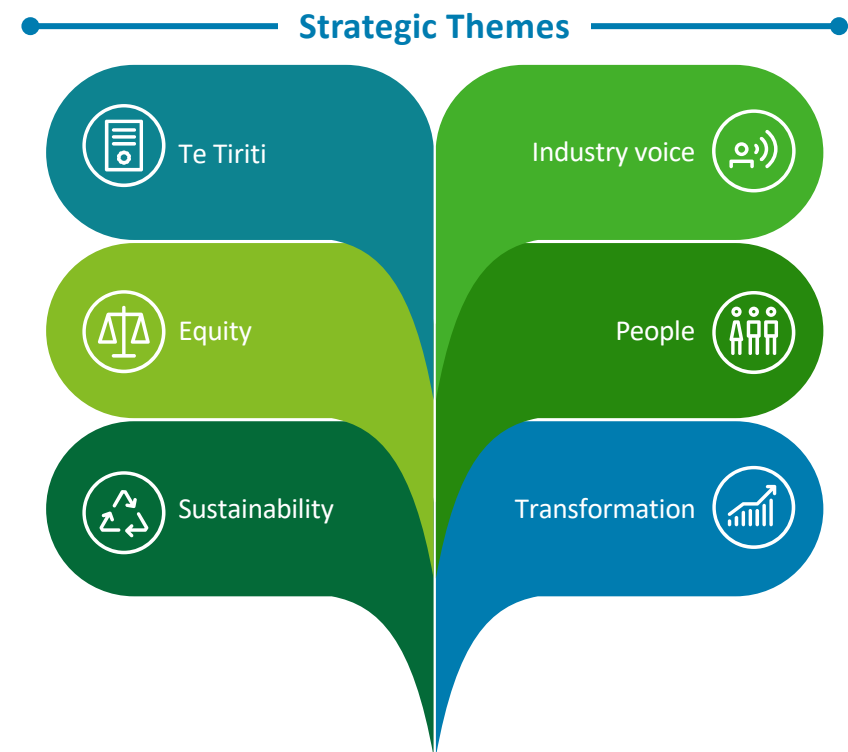 Strategic Themes
Te Tiriti
Industry voice
Equity
People
Sustainability
Transformation